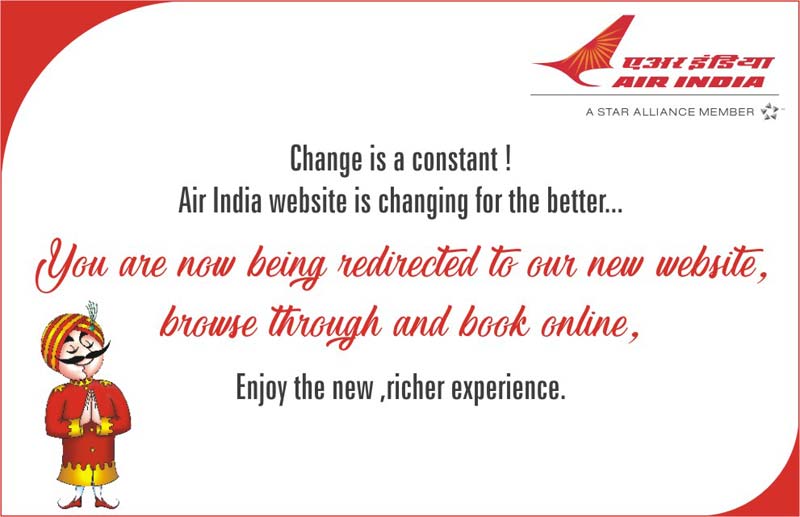 एअर इंडिया
AIR INDIA
A STAR ALLIANCE MEMBER
Change is a constant !
Air India website is changing for the better...
You are now being redirected to our new website,
browse through and book online,
Enjoy the new ,richer experience.